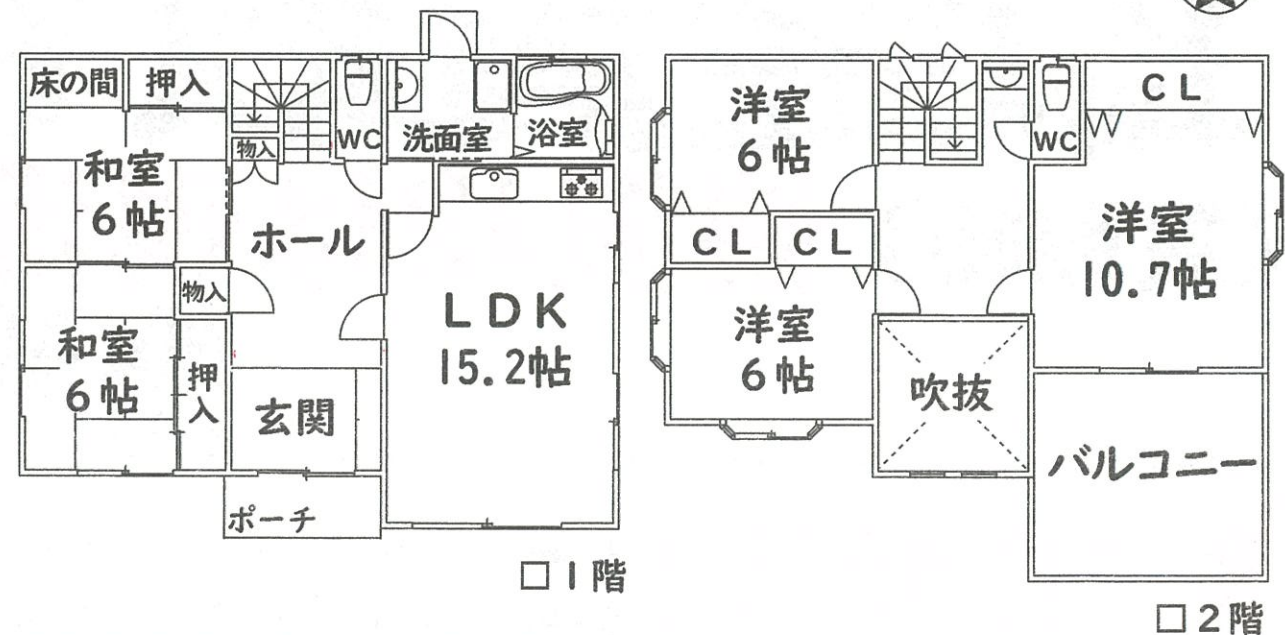 床の間
押入
WC
洗面室
浴室
物入
和室
6帖
ホール
物入
和室
6帖
押入
玄関
LDK
15.2帖
ポーチ
□1階
洋室
6帖
WC
CL
CL
CL
洋室
10.7帖
洋室
6帖
吹抜
バルコニー
□2階